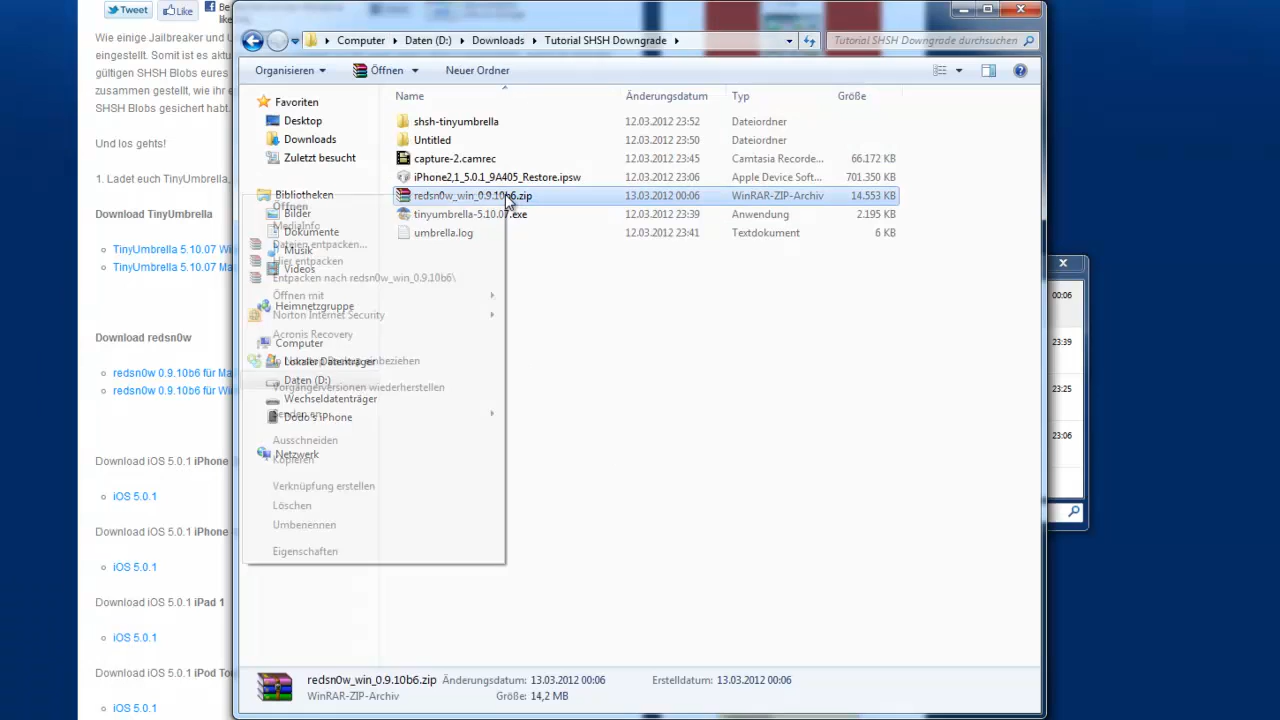 Tweet
Like
Be
like
Wie einige Jailbreaker und U
eingestellt. Somit ist es aktu
gültigen SHSH Blobs eures
zusammen gestellt, wie ihr e
SHSH Blobs gesichert habt.
Und los gehts!
1. Ladet euch TinyUmbrella,
Download TinyUmbrella
TinyUmbrella 5.10.07 Wi
TinyUmbrella 5.10.07 Ma
Download redsn0w
redsn0w 0.9.10b6 für Ma
redsn0w 0.9.10b6 für Wi
Download iOS 5.0.1 iPhone
iOS 5.0.1
Download iOS 5.0.1 iPhone
iOS 5.0.1
Download iOS 5.0.1 iPad 1
iOS 5.0.1
Download iOS 5.0.1 iPod To
iOS 5.0.1
Computer
Daten (D:)
Downloads
Tutorial SHSH Downgrade
Tutorial SHSH Downgrade durchsuchen
Organisieren
Öffnen
Neuer Ordner
Favoriten
Desktop
Downloads
Zuletzt besucht
Bibliotheken
Bilder
Dokumente
Musik
Videos
Heimnetzgruppe
Computer
Lokaler Datenträger
Daten (D:)
Wechseldatenträger
Dodo's iPhone
Netzwerk
Öffnen
MediaInfo
Dateien entpacken...
Hier entpacken
Entpacken nach redsn0w_win_0.9.10b6\
Öffnen mit
Norton Internet Security
Acronis Recovery
einbeziehen
Vorgängerversionen wiederherstellen
Senden an
Ausschneiden
Kopieren
Verknüpfung erstellen
Löschen
Umbenennen
Eigenschaften
Name Änderungsdatum Typ Größe
shsh-tinyumbrella 12.03.2012 23:52 Dateiordner
Untitled 12.03.2012 23:50 Dateiordner
capture-2.camrec 12.03.2012 23:45 Camtasia Recorde... 66.172 KB
iPhone2,1_5.0.1_9A405_Restore.ipsw 12.03.2012 23:06 Apple Device Soft... 701.350 KB
redsn0w_win_0.9.10b6.zip 13.03.2012 00:06 WinRAR-ZIP-Archiv 14.553 KB
tinyumbrella-5.10.07.exe 12.03.2012 23:39 Anwendung 2.195 KB
umbrella.log 12.03.2012 23:41 Textdokument 6 KB
00:06
23:39
23:25
23:06
redsn0w_win_0.9.10b6.zip Änderungsdatum: 13.03.2012 00:06 Erstelldatum: 13.03.2012 00:06
WinRAR-ZIP-Archiv Größe: 14,2 MB